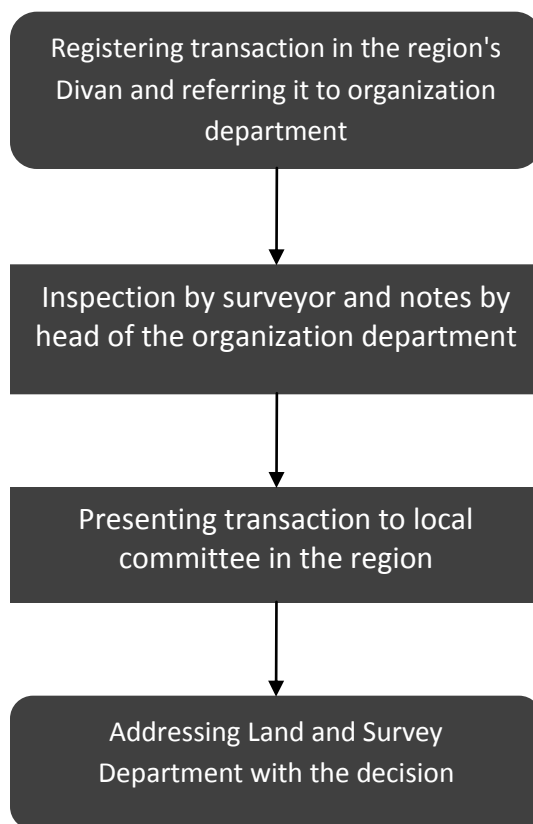 Registering transaction in the region's
Divan and referring it to organization
department
Inspection by surveyor and notes by
head of the organization department
Presenting transaction to local
committee in the region
Addressing Land and Survey
Department with the decision